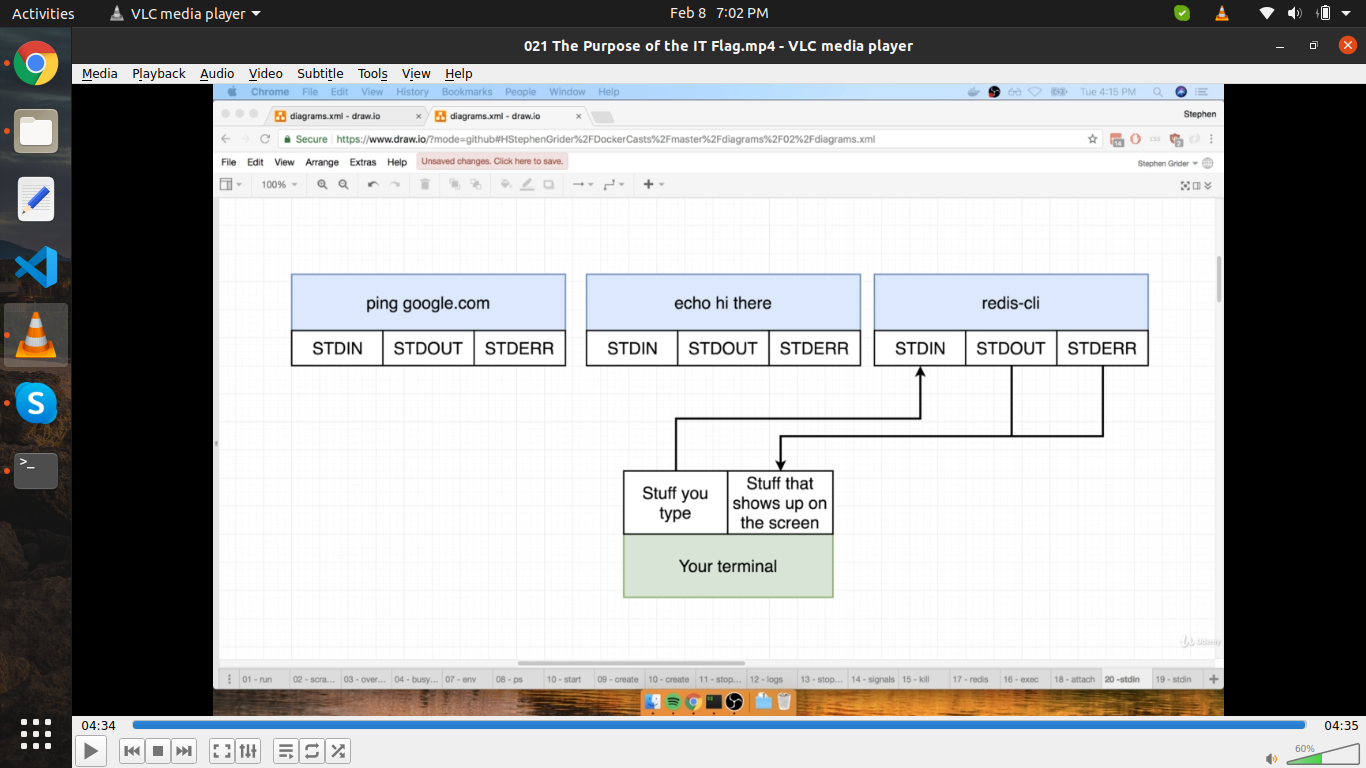 Activities VLC media player Feb 8 7:02 PM
021 The Purpose of the IT Flag.mp4 - VLC media player
Media Playback Audio Video Subtitle Tools View Help
Chrome File Edit View History Bookmarks People Window Help Tue 4:15 PM
diagrams.xml - draw.io × diagrams.xml - draw.io × Stephen
Secure https://www.draw.io/?mode=github#HStephenGrider%2FDockerCasts%2Fmaster%2Fdiagrams%2F02%2Fdiagrams.xml
File Edit View Arrange Extras Help Unsaved changes. Click here to save. Stephen Grider
100%
ping google.com echo hi there redis-cli
STDIN STDOUT STDERR STDIN STDOUT STDERR STDIN STDOUT STDERR
Stuff you type
Stuff that
shows up on
the screen
Your terminal
Udemy
01 - run 02 - scra... 03 - over... 04 - busy... 07 - env 08 - ps 10 - start 09 - create 10 - create 11 - stop... 12 - logs 13 - stop... 14 - signals 15 - kill 17 - redis 16 - exec 18 - attach 20 -stdin 19 - stdin
04:34 04:35
60%